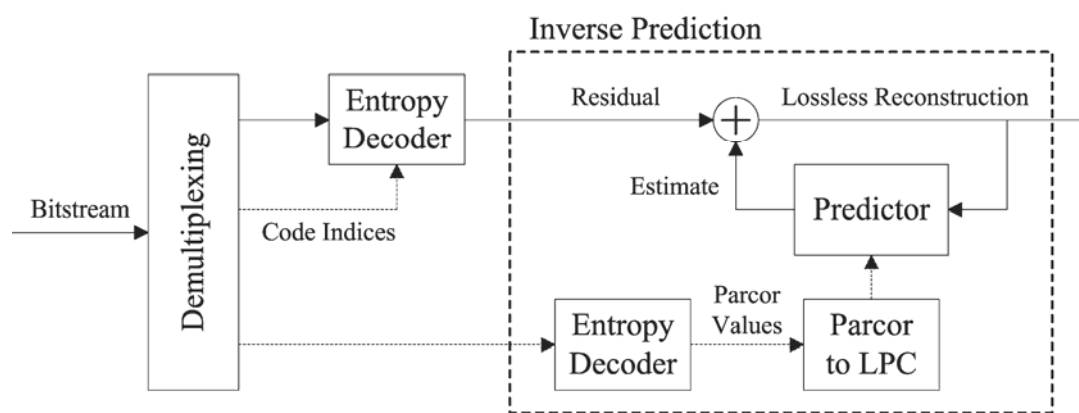 Inverse Prediction
Bitstream
Demultiplexing
Entropy
Decoder
Code Indices
Residual
+
Lossless Reconstruction
Estimate
Predictor
Entropy
Decoder
Parcor
Values
Parcor
to LPC